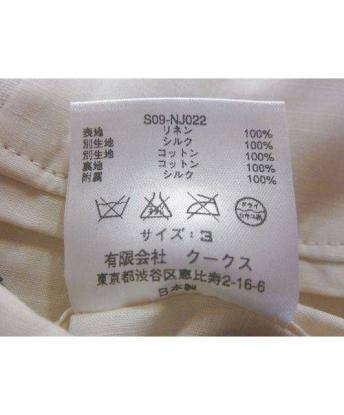 S09-NJ022
表地 リネン 100%
別生地 シルク 100%
別生地 コットン 100%
裏地 コットン 100%
附属 シルク 100%
ドライ
サイズ：3
有限会社 クークス
東京都渋谷区恵比寿2-16-6
日本製